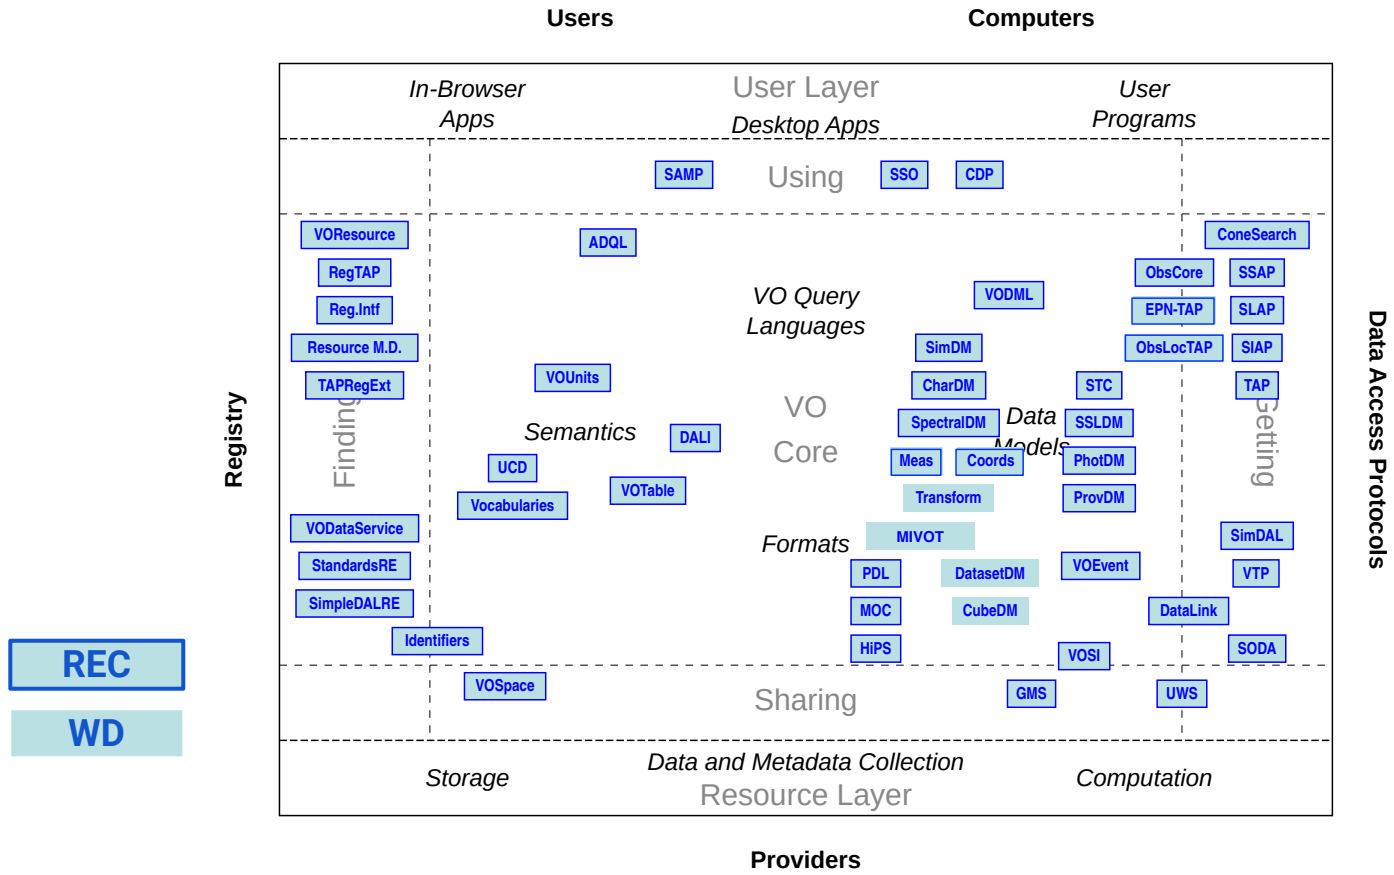 Users
Computers
In-Browser
Apps
User Layer
Desktop Apps
User
Programs
SAMP
Using
SSO
CDP
VOResource
RegTAP
Reg.Intf
Resource M.D.
TAPRegExt
Finding
Registry
VODataService
StandardsRE
SimpleDALRE
Identifiers
ADQL
VOUnits
Semantics
DALI
UCD
VOTable
Vocabularies
VO Query
Languages
VO
Core
Formats
VODML
SimDM
CharDM
SpectralDM
Data
Models
Meas
Coords
Transform
MIVOT
PDL
DatasetDM
MOC
CubeDM
HiPS
STC
SSLDM
PhotDM
ProvDM
VOEvent
VOSI
ConeSearch
ObsCore
SSAP
EPN-TAP
SLAP
ObsLocTAP
SIAP
TAP
Getting
Data Access Protocols
SimDAL
VTP
DataLink
SODA
REC
WD
VOSpace
Sharing
GMS
UWS
Storage
Data and Metadata Collection
Resource Layer
Computation
Providers